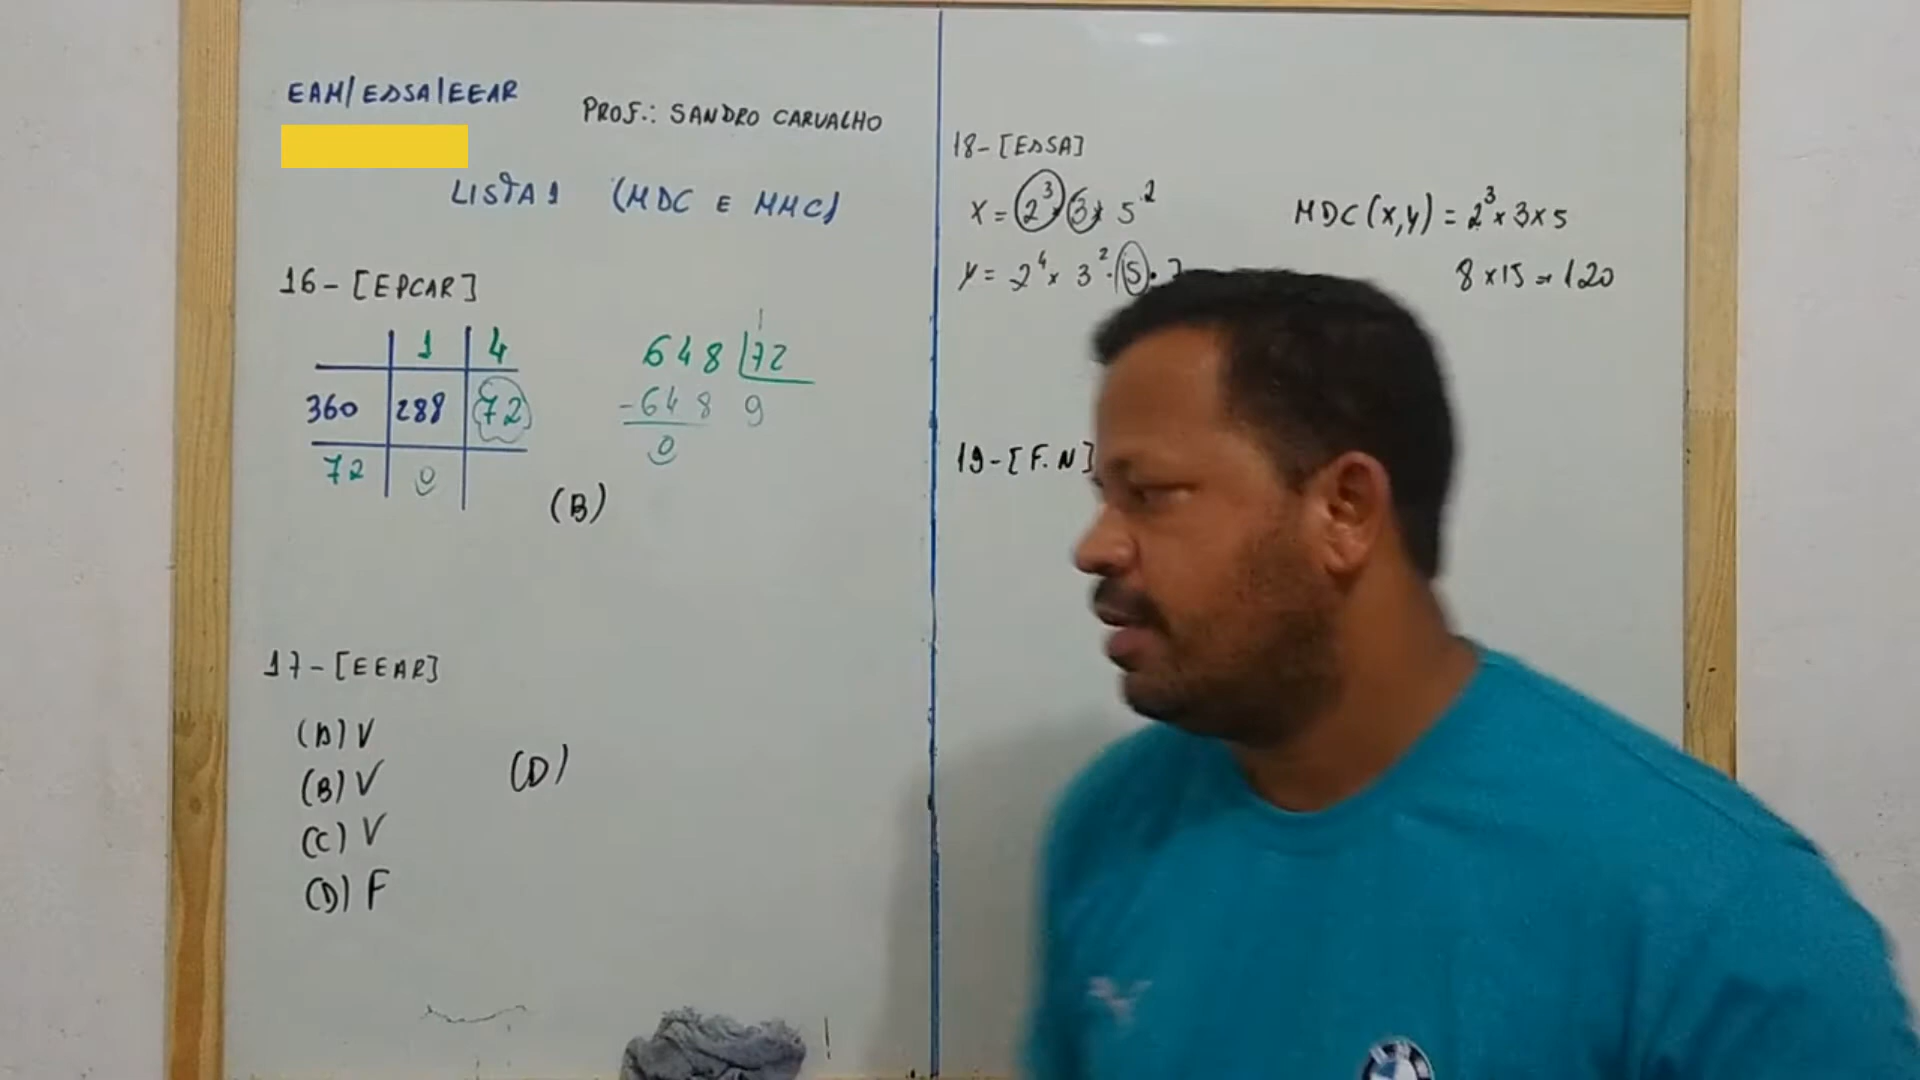 EAM/ESSA/EEAR
PROF.: SANDRO CARVALHO
LISTA 1 (MDC E MMC)
16-[EPCAR]
1 4
360 288 72
72 0
648 72
-648 9
0
(B)
17-[EEAR]
(A) V
(B) V
(C) V
(D) F
(D)
18-[ESSA]
X = 2³ × 3 × 5²
MDC (X,Y) = 2³ × 3 × 5
Y = 2⁴ × 3² · 5 ·
8 × 15 = 120
19-[F.N]